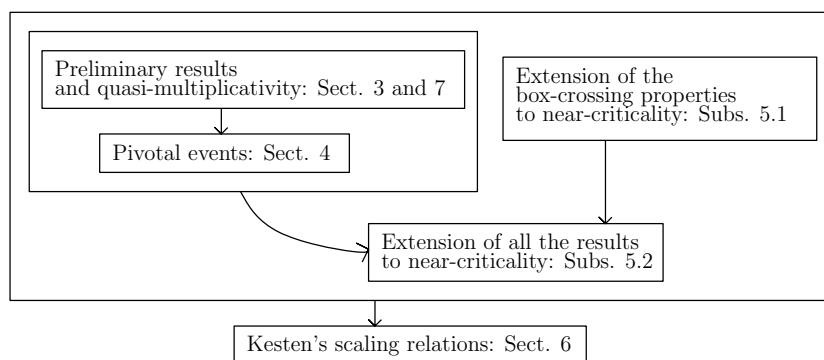 Preliminary results
and quasi-multiplicativity: Sect. 3 and 7
Pivotal events: Sect. 4
Extension of the
box-crossing properties
to near-criticality: Subs. 5.1
Extension of all the results
to near-criticality: Subs. 5.2
Kesten's scaling relations: Sect. 6